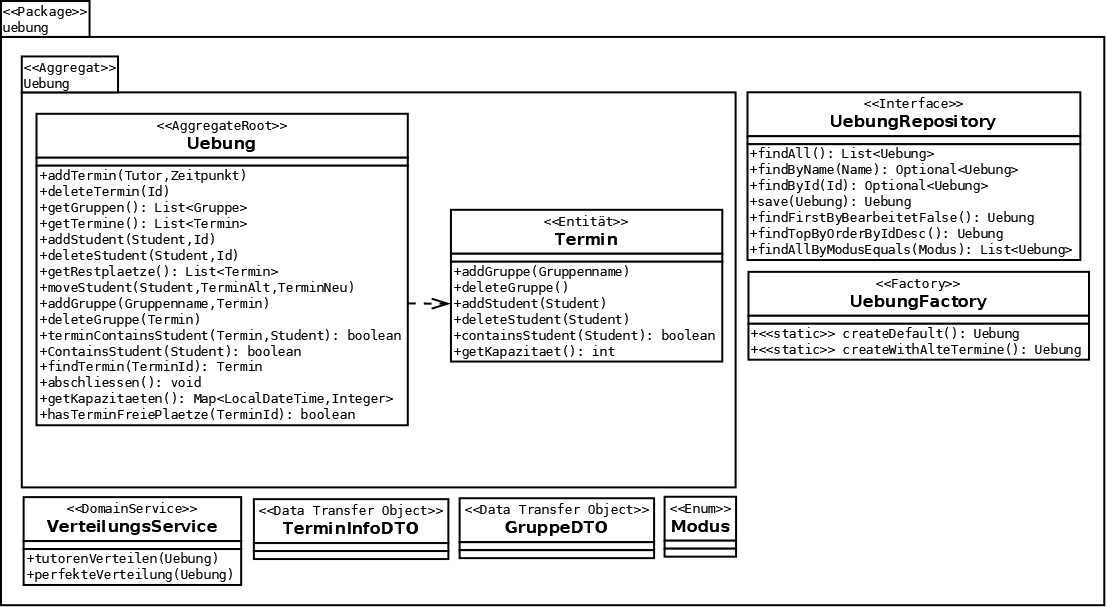 <<Package>>
uebung
<<Aggregat>>
Uebung
<<AggregateRoot>>
Uebung
+addTermin(Tutor,Zeitpunkt)
+deleteTermin(Id)
+getGruppen(): List<Gruppe>
+getTermine(): List<Termin>
+addStudent(Student,Id)
+deleteStudent(Student,Id)
+getRestplaetze(): List<Termin>
+moveStudent(Student,TerminAlt,TerminNeu)
+addGruppe(Gruppenname,Termin)
+deleteGruppe(Termin)
+terminContainsStudent(Termin,Student): boolean
+ContainsStudent(Student): boolean
+findTermin(TerminId): Termin
+abschliessen(): void
+getKapazitaeten(): Map<LocalDateTime,Integer>
+hasTerminFreiePlaetze(TerminId): boolean
<<Entität>>
Termin
+addGruppe(Gruppenname)
+deleteGruppe()
+addStudent(Student)
+deleteStudent(Student)
+containsStudent(Student): boolean
+getKapazitaet(): int
<<Interface>>
UebungRepository
+findAll(): List<Uebung>
+findByName(Name): Optional<Uebung>
+findById(Id): Optional<Uebung>
+save(Uebung): Uebung
+findFirstByBearbeitetFalse(): Uebung
+findTopByOrderByIdDesc(): Uebung
+findAllByModusEquals(Modus): List<Uebung>
<<Factory>>
UebungFactory
+<<static>> createDefault(): Uebung
+<<static>> createWithAlteTermine(): Uebung
<<DomainService>>
VerteilungsService
+tutorenVerteilen(Uebung)
+perfekteVerteilung(Uebung)
<<Data Transfer Object>>
TerminInfoDTO
<<Data Transfer Object>>
GruppeDTO
<<Enum>>
Modus